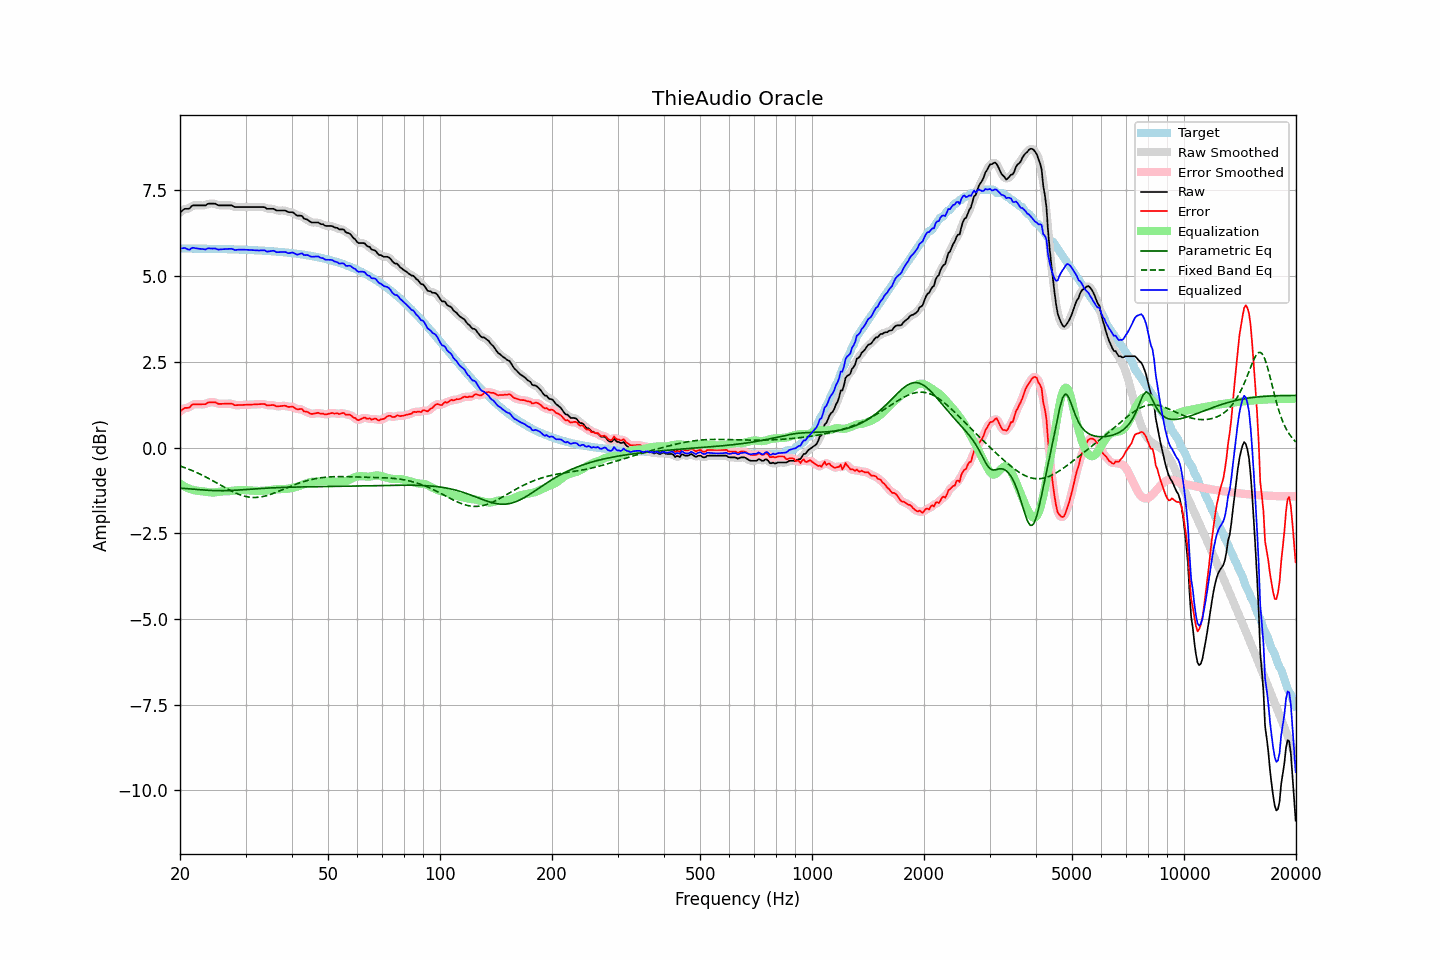 ThieAudio Oracle
Target
Raw Smoothed
Error Smoothed
Raw
Error
Equalization
Parametric Eq
Fixed Band Eq
Equalized
Amplitude (dBr)
7.5
5.0
2.5
0.0
−2.5
−5.0
−7.5
−10.0
20 50 100 200 500 1000 2000 5000 10000 20000
Frequency (Hz)